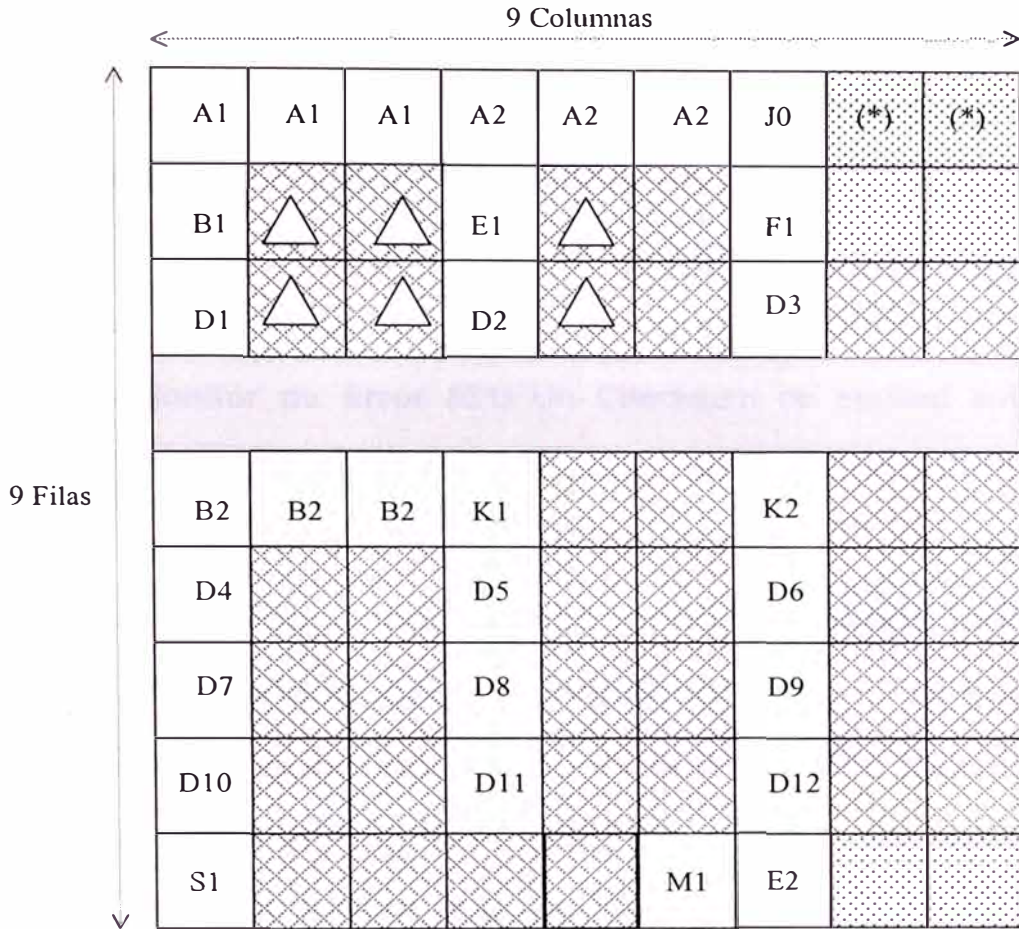 9 Columnas
A1 A1 A1 A2 A2 A2 J0 (*) (*)
B1 E1 F1
D1 D2 D3
9 Filas
B2 B2 B2 K1 K2
D4 D5 D6
D7 D8 D9
D10 D11 D12
S1 M1 E2